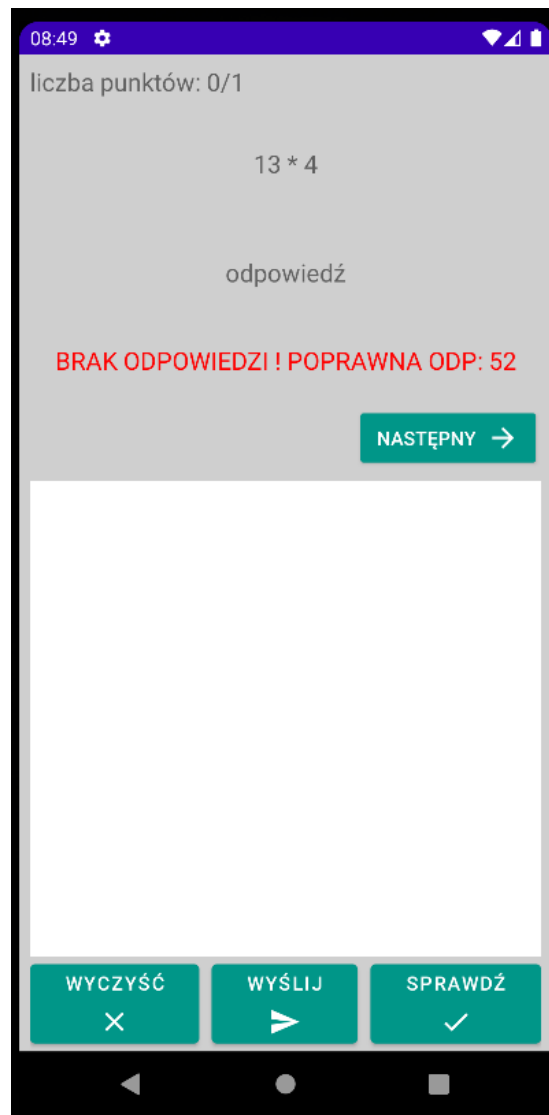 08:49
liczba punktów: 0/1
13 * 4
odpowiedź
BRAK ODPOWIEDZI ! POPRAWNA ODP: 52
NASTĘPNY
WYCZYŚĆ
WYŚLIJ
SPRAWDŹ